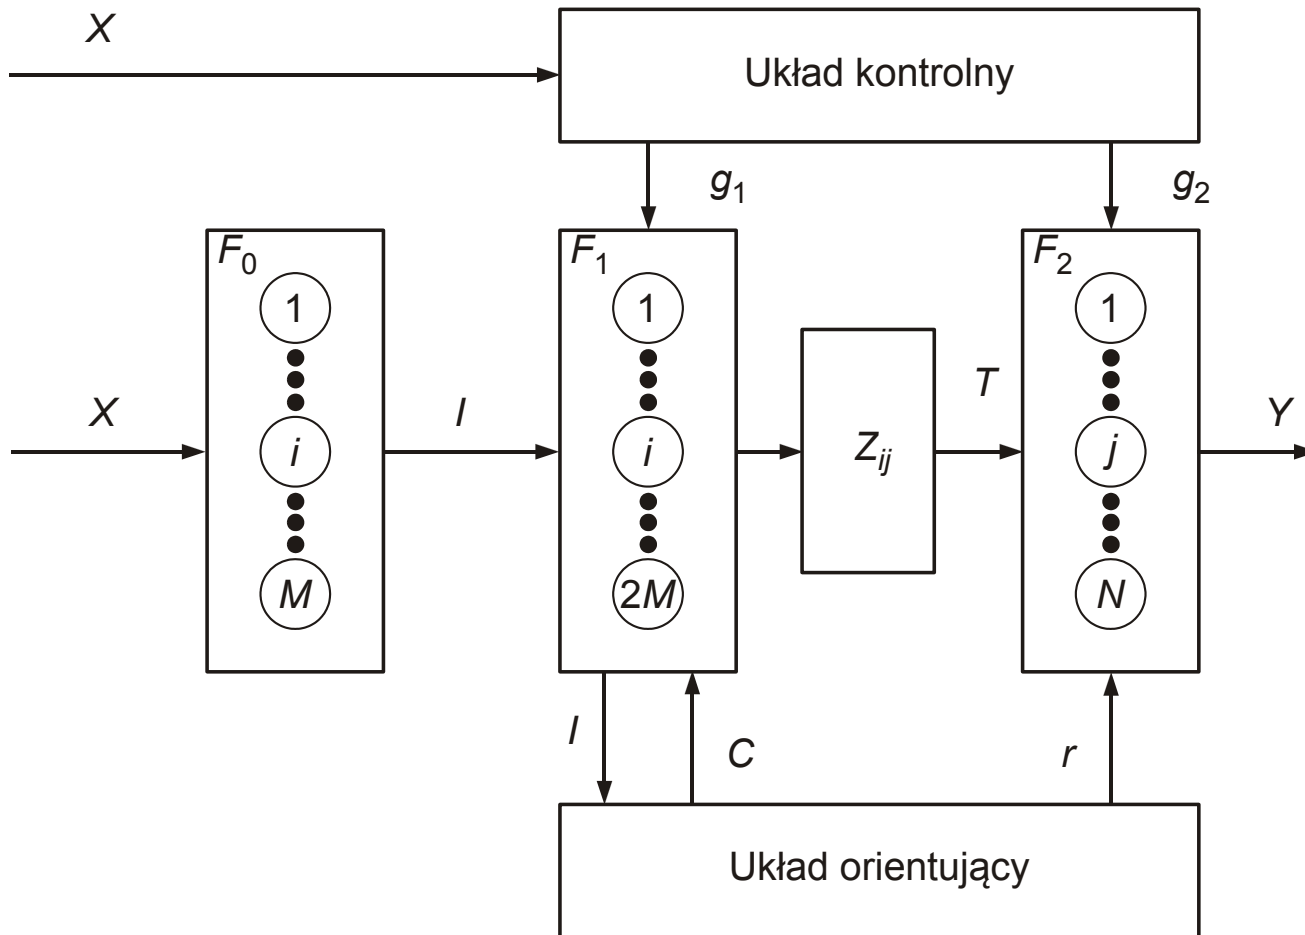 X
Układ kontrolny
g1
g2
F0
F1
F2
1
1
1
X
i
I
i
Zij
T
j
Y
M
2M
N
I
C
r
Układ orientujący